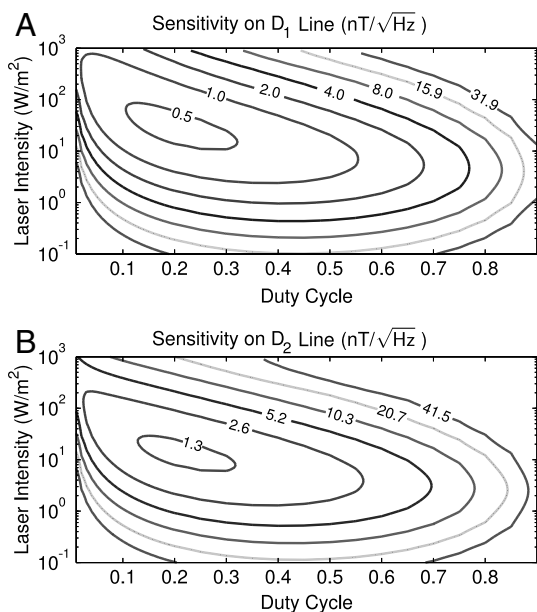 A
Sensitivity on D₁ Line (nT/√Hz )
Laser Intensity (W/m²)
10³
10²
10¹
10⁰
10⁻¹
0.5
1.0
2.0
4.0
8.0
15.9
31.9
0.1 0.2 0.3 0.4 0.5 0.6 0.7 0.8
Duty Cycle
B
Sensitivity on D₂ Line (nT/√Hz )
Laser Intensity (W/m²)
10³
10²
10¹
10⁰
10⁻¹
1.3
2.6
5.2
10.3
20.7
41.5
0.1 0.2 0.3 0.4 0.5 0.6 0.7 0.8
Duty Cycle